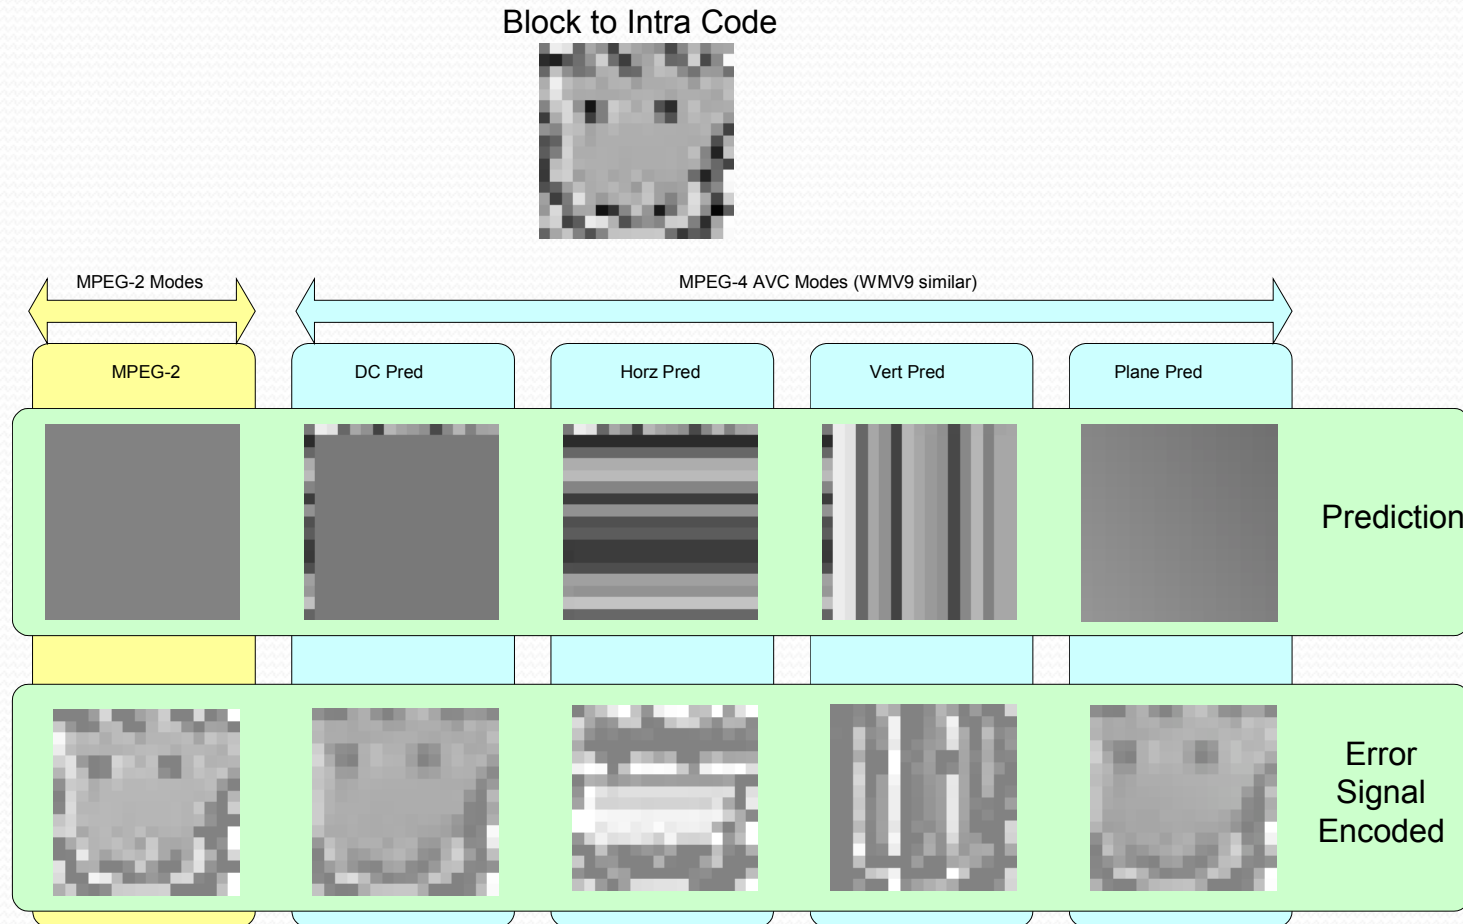 Block to Intra Code
MPEG-2 Modes
MPEG-4 AVC Modes (WMV9 similar)
MPEG-2
DC Pred
Horz Pred
Vert Pred
Plane Pred
Prediction
Error
Signal
Encoded